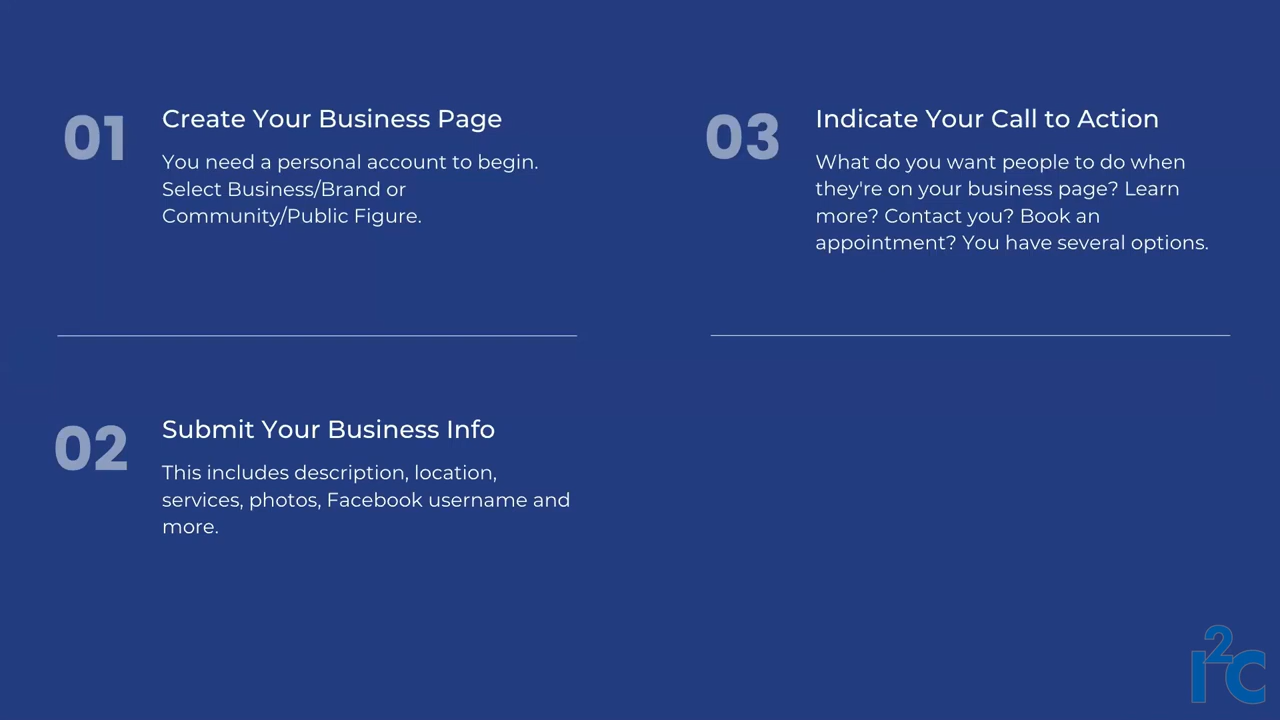 01
Create Your Business Page
You need a personal account to begin.
Select Business/Brand or
Community/Public Figure.
02
Submit Your Business Info
This includes description, location,
services, photos, Facebook username and
more.
03
Indicate Your Call to Action
What do you want people to do when
they're on your business page? Learn
more? Contact you? Book an
appointment? You have several options.
I2C